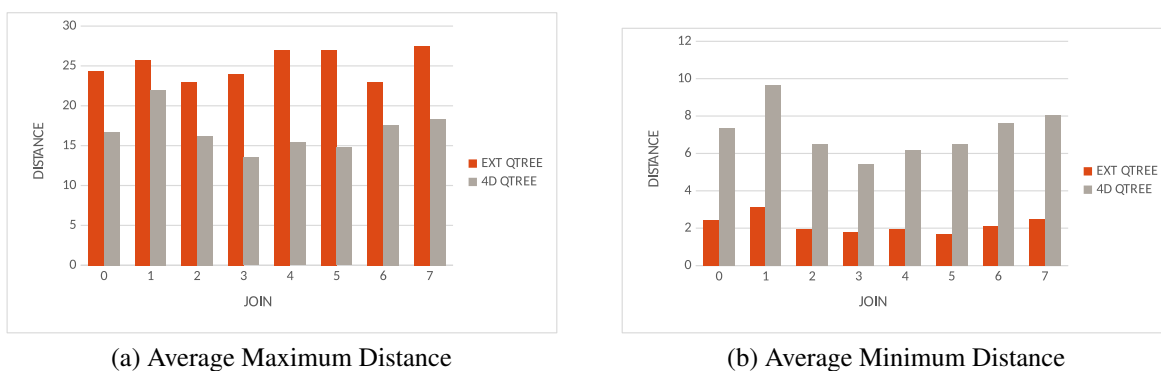 30
25
20
15
10
5
0
DISTANCE
0 1 2 3 4 5 6 7
JOIN
EXT QTREE
4D QTREE
(a) Average Maximum Distance
12
10
8
6
4
2
0
DISTANCE
0 1 2 3 4 5 6 7
JOIN
EXT QTREE
4D QTREE
(b) Average Minimum Distance